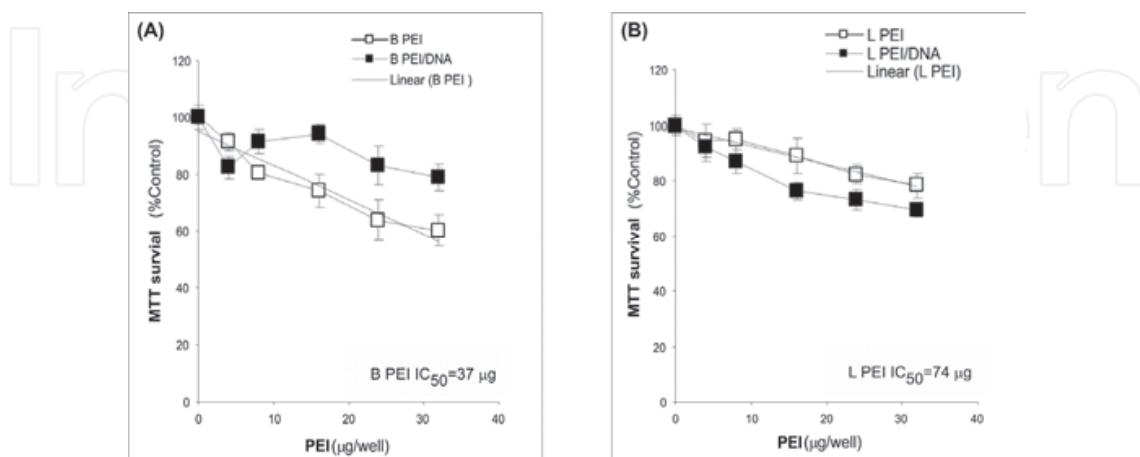 (A)
B PEI
B PEI/DNA
Linear (B PEI )
120
100
80
60
40
20
0
MTT survial (%Control)
0 10 20 30 40
PEI(µg/well)
B PEI IC50=37 µg
(B)
L PEI
L PEI/DNA
Linear (L PEI)
120
100
80
60
40
20
0
MTT survival (%Control)
0 10 20 30 40
PEI(µg/well)
L PEI IC50=74 µg